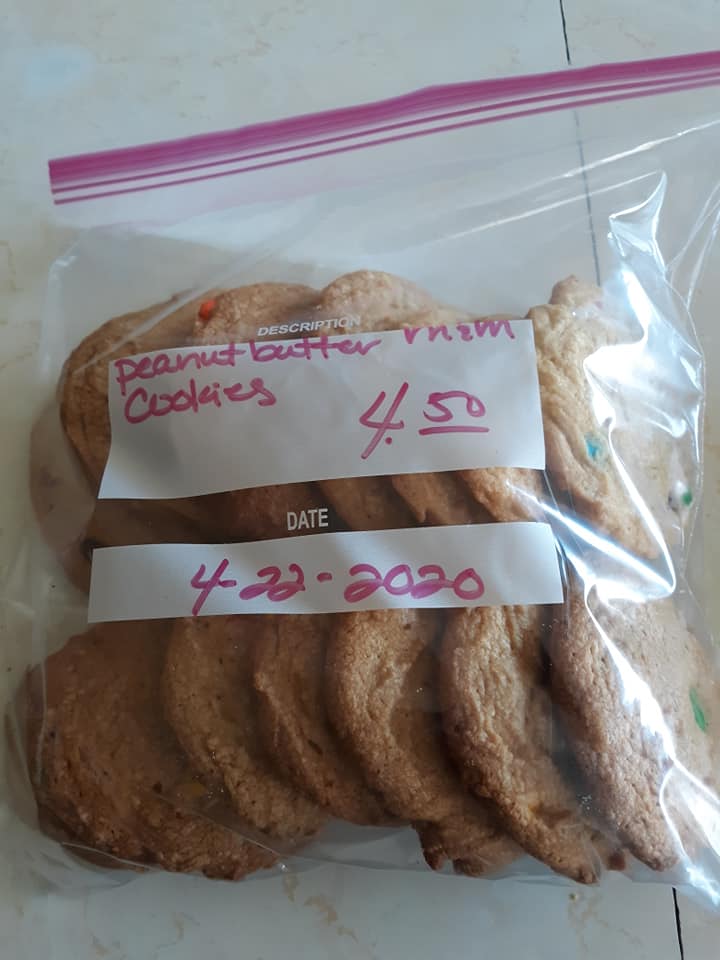 DESCRIPTION
peanut butter m&m
Cookies
4.50
DATE
4-22-2020